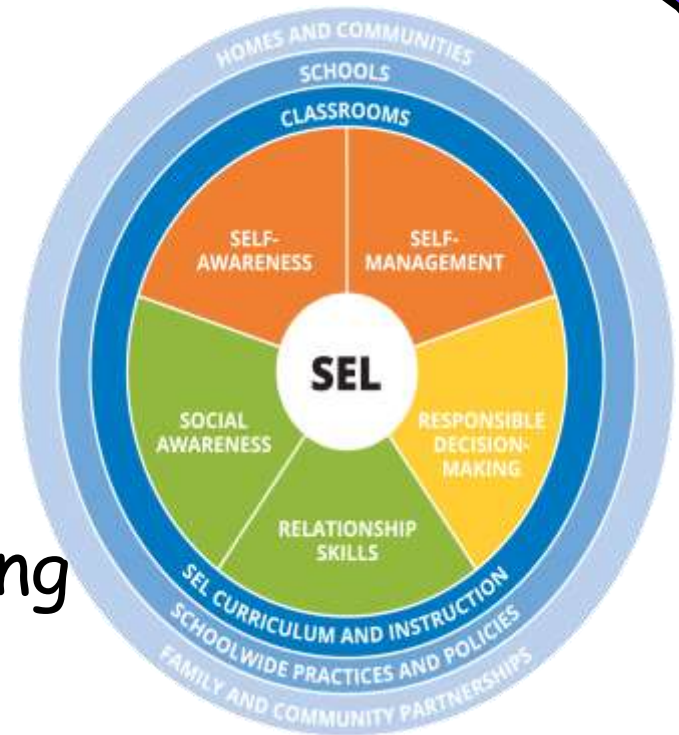 HOMES AND COMMUNITIES
SCHOOLS
CLASSROOMS
SELF-
AWARENESS
SELF-
MANAGEMENT
SEL
SOCIAL
AWARENESS
RESPONSIBLE
DECISION-
MAKING
RELATIONSHIP
SKILLS
ng
SEL CURRICULUM AND INSTRUCTION
SCHOOLWIDE PRACTICES AND POLICIES
FAMILY AND COMMUNITY PARTNERSHIPS